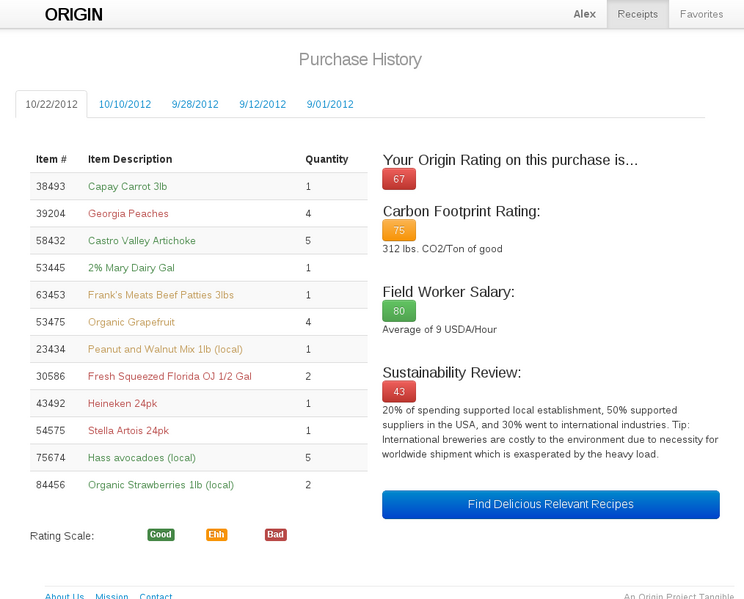 ORIGIN Alex Receipts Favorites
Purchase History
10/22/2012 10/10/2012 9/28/2012 9/12/2012 9/01/2012
Item # Item Description Quantity
38493 Capay Carrot 3lb 1
39204 Georgia Peaches 4
58432 Castro Valley Artichoke 5
53445 2% Mary Dairy Gal 1
63453 Frank's Meats Beef Patties 3lbs 1
53475 Organic Grapefruit 4
23434 Peanut and Walnut Mix 1lb (local) 1
30586 Fresh Squeezed Florida OJ 1/2 Gal 2
43492 Heineken 24pk 1
54575 Stella Artois 24pk 1
75674 Hass avocadoes (local) 5
84456 Organic Strawberries 1lb (local) 2
Rating Scale: Good Ehh Bad
Your Origin Rating on this purchase is...
67
Carbon Footprint Rating:
75
312 lbs. CO2/Ton of good
Field Worker Salary:
80
Average of 9 USDA/Hour
Sustainability Review:
43
20% of spending supported local establishment, 50% supported
suppliers in the USA, and 30% went to international industries. Tip:
International breweries are costly to the environment due to necessity for
worldwide shipment which is exasperated by the heavy load.
Find Delicious Relevant Recipes
About Us Mission Contact An Origin Project Tangible